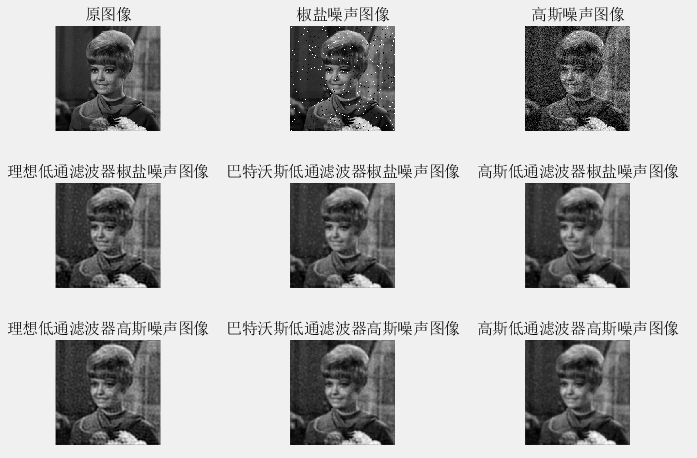 原图像
椒盐噪声图像
高斯噪声图像
理想低通滤波器椒盐噪声图像
巴特沃斯低通滤波器椒盐噪声图像
高斯低通滤波器椒盐噪声图像
理想低通滤波器高斯噪声图像
巴特沃斯低通滤波器高斯噪声图像
高斯低通滤波器高斯噪声图像